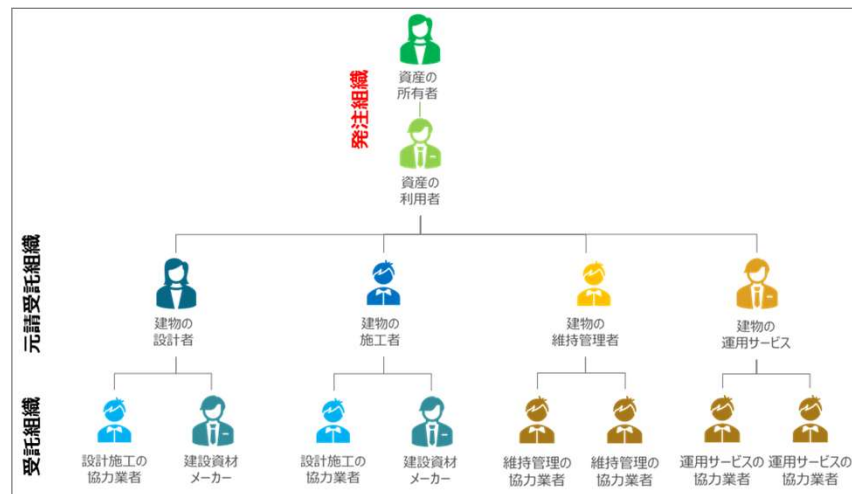 発注組織
資産の
所有者
資産の
利用者
元請受託組織
建物の
設計者
建物の
施工者
建物の
維持管理者
建物の
運用サービス
受託組織
設計施工の
協力業者
建設資材
メーカー
設計施工の
協力業者
建設資材
メーカー
維持管理の
協力業者
維持管理の
協力業者
運用サービスの
協力業者
運用サービスの
協力業者